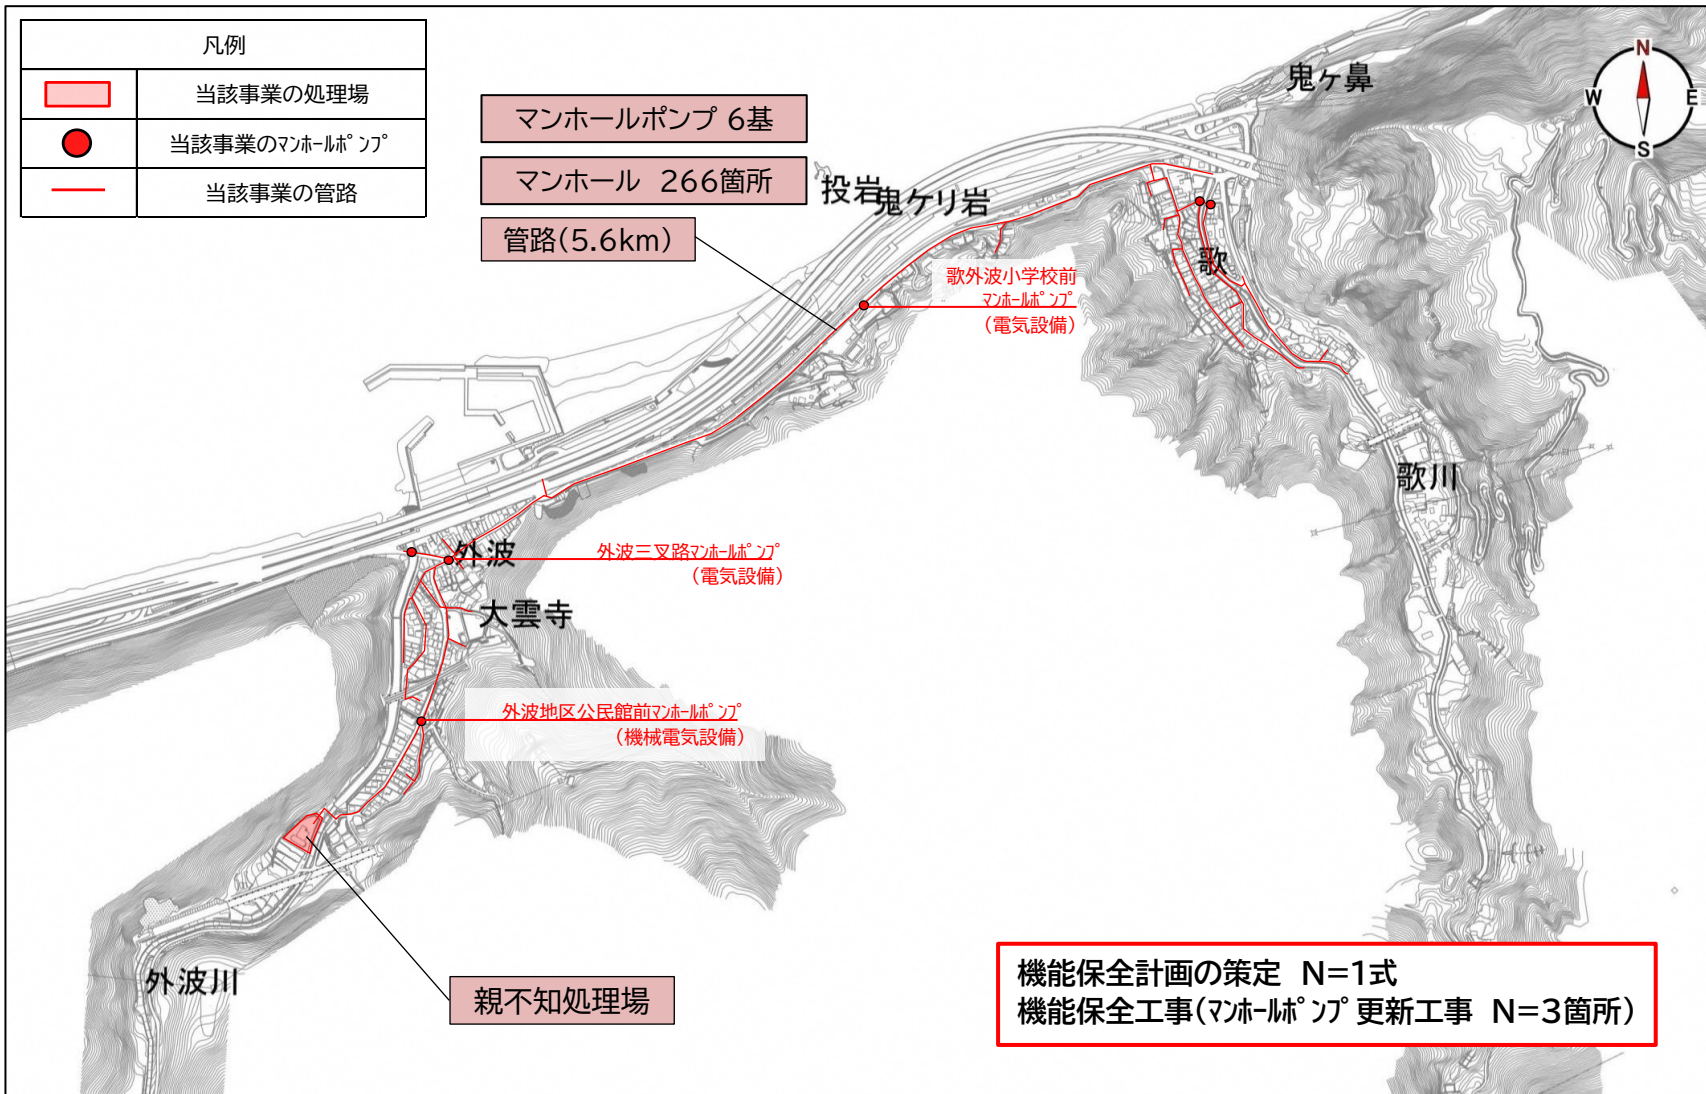 凡例
当該事業の処理場
当該事業のﾏﾝﾎｰﾙﾎﾟﾝﾌﾟ
当該事業の管路
マンホールポンプ 6基
マンホール 266箇所
管路(5.6km)
投岩
鬼ケリ岩
鬼ヶ鼻
N
W
E
S
歌
歌外波小学校前
ﾏﾝﾎｰﾙﾎﾟﾝﾌﾟ
(電気設備)
歌川
外波
外波三叉路ﾏﾝﾎｰﾙﾎﾟﾝﾌﾟ
(電気設備)
大雲寺
外波地区公民館前ﾏﾝﾎｰﾙﾎﾟﾝﾌﾟ
(機械電気設備)
外波川
親不知処理場
機能保全計画の策定 N=1式
機能保全工事(ﾏﾝﾎｰﾙﾎﾟﾝﾌﾟ更新工事 N=3箇所)